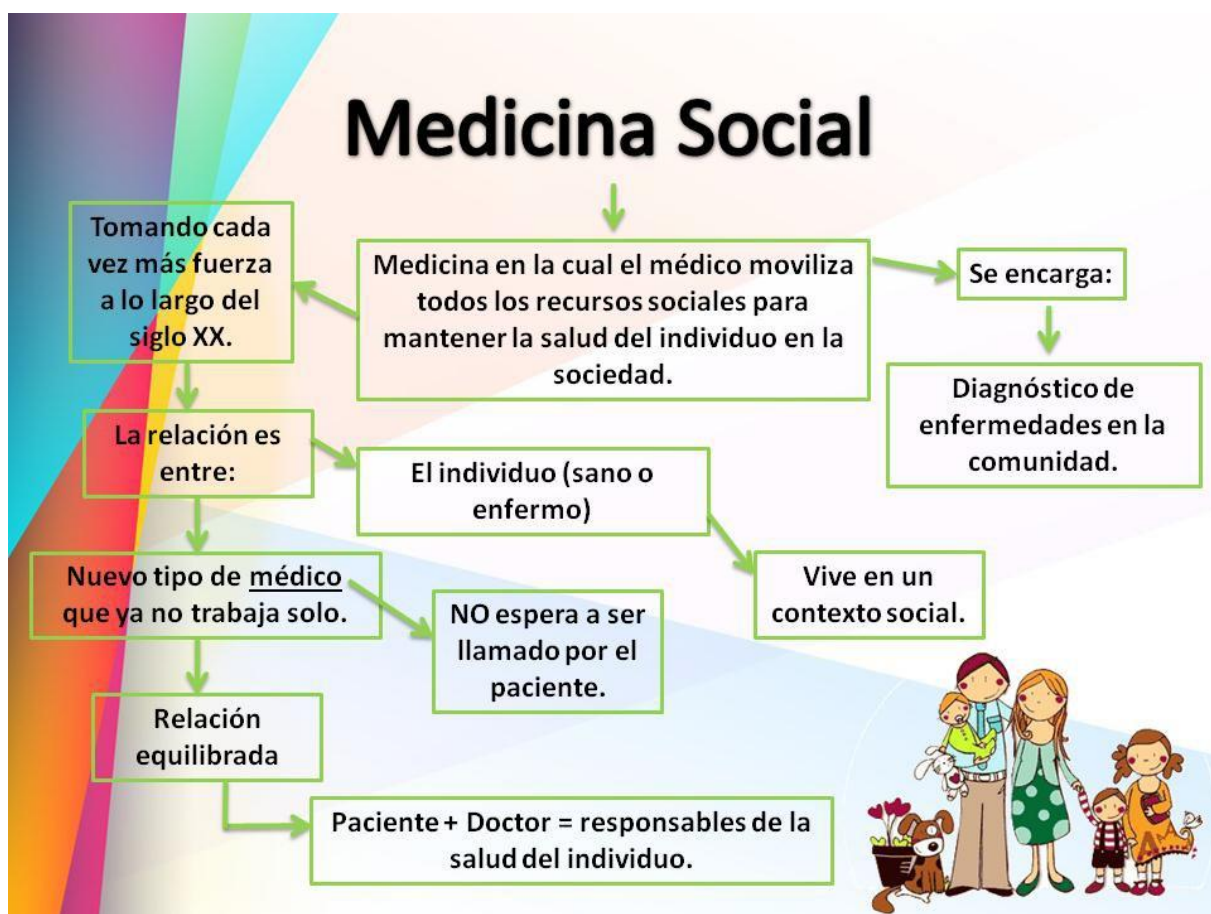 Medicina Social
Tomando cada
vez más fuerza
a lo largo del
siglo XX.
Medicina en la cual el médico moviliza
todos los recursos sociales para
mantener la salud del individuo en la
sociedad.
Se encarga:
Diagnóstico de
enfermedades en la
comunidad.
La relación es
entre:
El individuo (sano o
enfermo)
Vive en un
contexto social.
Nuevo tipo de médico
que ya no trabaja solo.
NO espera a ser
llamado por el
paciente.
Relación
equilibrada
Paciente + Doctor = responsables de la
salud del individuo.